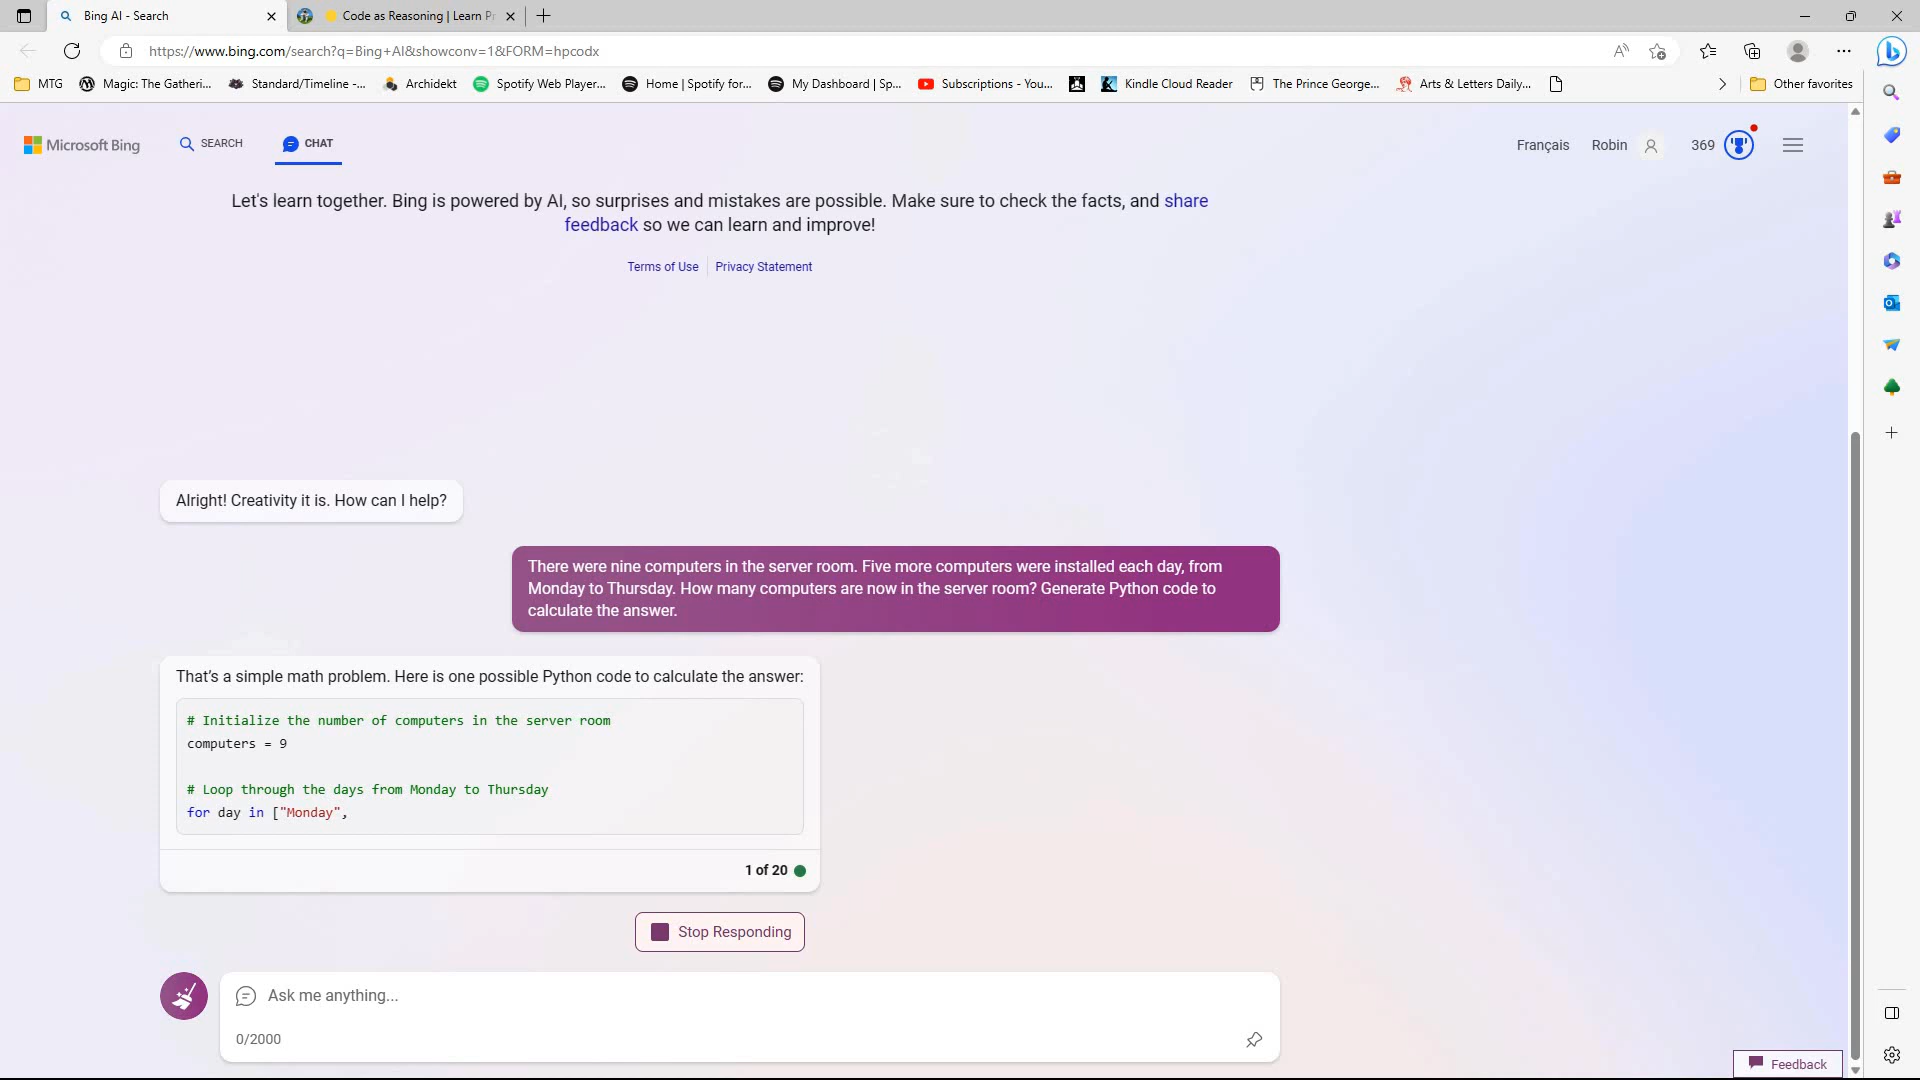 Bing AI - Search
Code as Reasoning | Learn Pr
https://www.bing.com/search?q=Bing+AI&showconv=1&FORM=hpcodx
MTG
Magic: The Gatheri...
Standard/Timeline -...
Archidekt
Spotify Web Player...
Home | Spotify for...
My Dashboard | Sp...
Subscriptions - You...
Kindle Cloud Reader
The Prince George...
Arts & Letters Daily...
Other favorites
Microsoft Bing
SEARCH
CHAT
Français
Robin
369
Let's learn together. Bing is powered by AI, so surprises and mistakes are possible. Make sure to check the facts, and share
feedback so we can learn and improve!
Terms of Use
Privacy Statement
Alright! Creativity it is. How can I help?
There were nine computers in the server room. Five more computers were installed each day, from
Monday to Thursday. How many computers are now in the server room? Generate Python code to
calculate the answer.
That's a simple math problem. Here is one possible Python code to calculate the answer:
# Initialize the number of computers in the server room
computers = 9
# Loop through the days from Monday to Thursday
for day in ["Monday",
1 of 20
Stop Responding
Ask me anything...
0/2000
Feedback